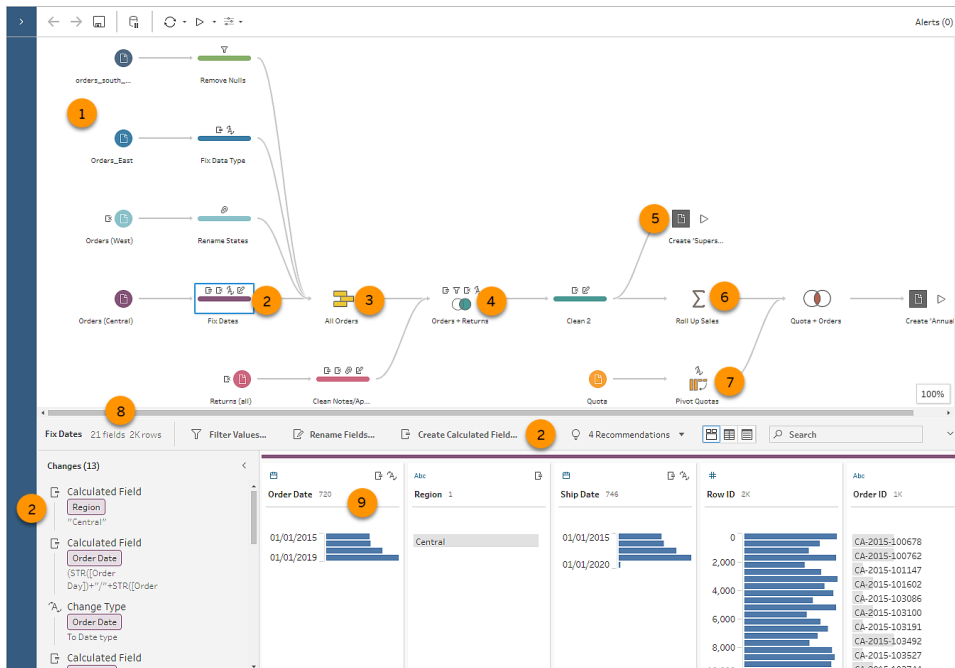 Alerts (0)
orders_south_...
Remove Nulls
1
Orders_East
Fix Data Type
Orders (West)
Rename States
5
Create 'Supers...
2
3
4
6
Orders (Central)
Fix Dates
All Orders
Orders + Returns
Clean 2
Roll Up Sales
Quota + Orders
Create 'Annual
7
Returns (all)
Clean Notes/Ap...
Quota
Pivot Quotas
100%
8
Fix Dates 21 fields 2K rows Filter Values... Rename Fields... Create Calculated Field... 2 4 Recommendations Search
Changes (13)
Calculated Field
Region
"Central"
2
Calculated Field
Order Date
(STR([Order
Day])+"/"+STR([Order
Change Type
Order Date
To Date type
Calculated Field
Order Date 720
9
01/01/2015
01/01/2019
Abc
Region 1
Central
Ship Date 746
01/01/2015
01/01/2020
#
Row ID 2K
0
2,000
4,000
6,000
8,000
Abc
Order ID 1K
CA-2015-100678
CA-2015-100762
CA-2015-101147
CA-2015-101602
CA-2015-103086
CA-2015-103100
CA-2015-103191
CA-2015-103492
CA-2015-103527